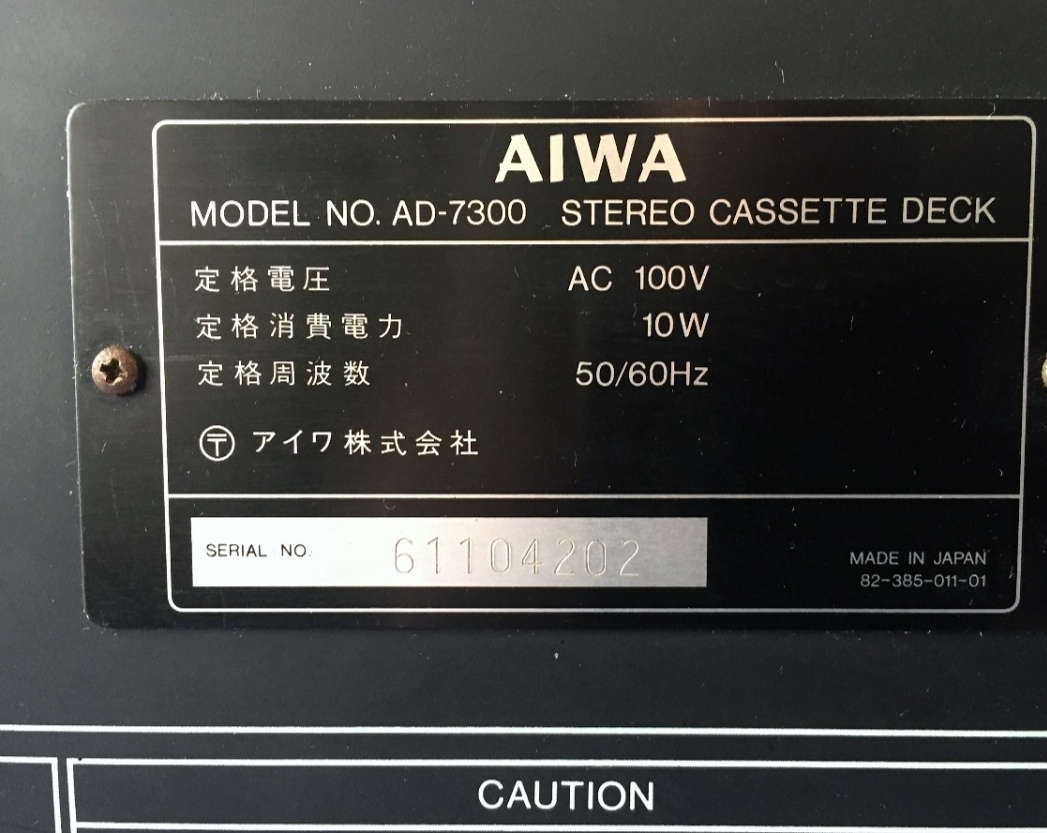 AIWA
MODEL NO. AD-7300 STEREO CASSETTE DECK
定格電圧 AC 100V
定格消費電力 10W
定格周波数 50/60Hz
〶 アイワ株式会社
SERIAL NO. 61104202
MADE IN JAPAN
82-385-011-01
CAUTION